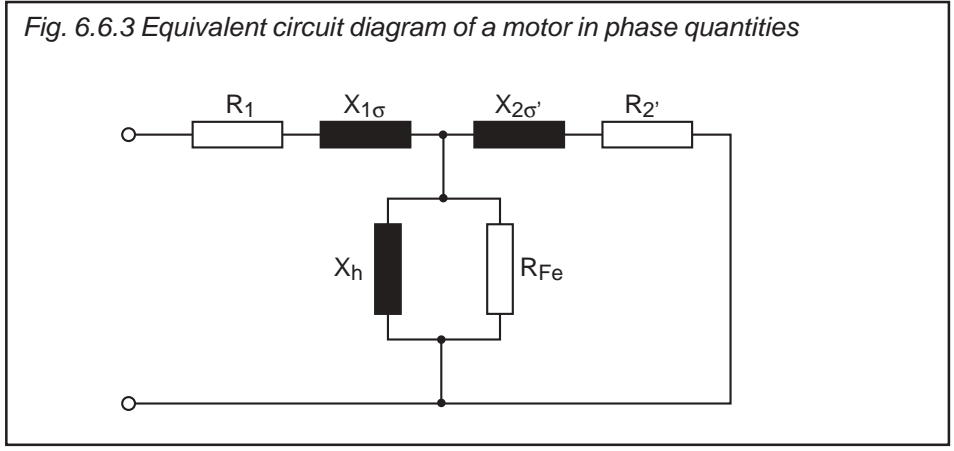 Fig. 6.6.3 Equivalent circuit diagram of a motor in phase quantities
R1 X1σ X2σ' R2'
Xh RFe